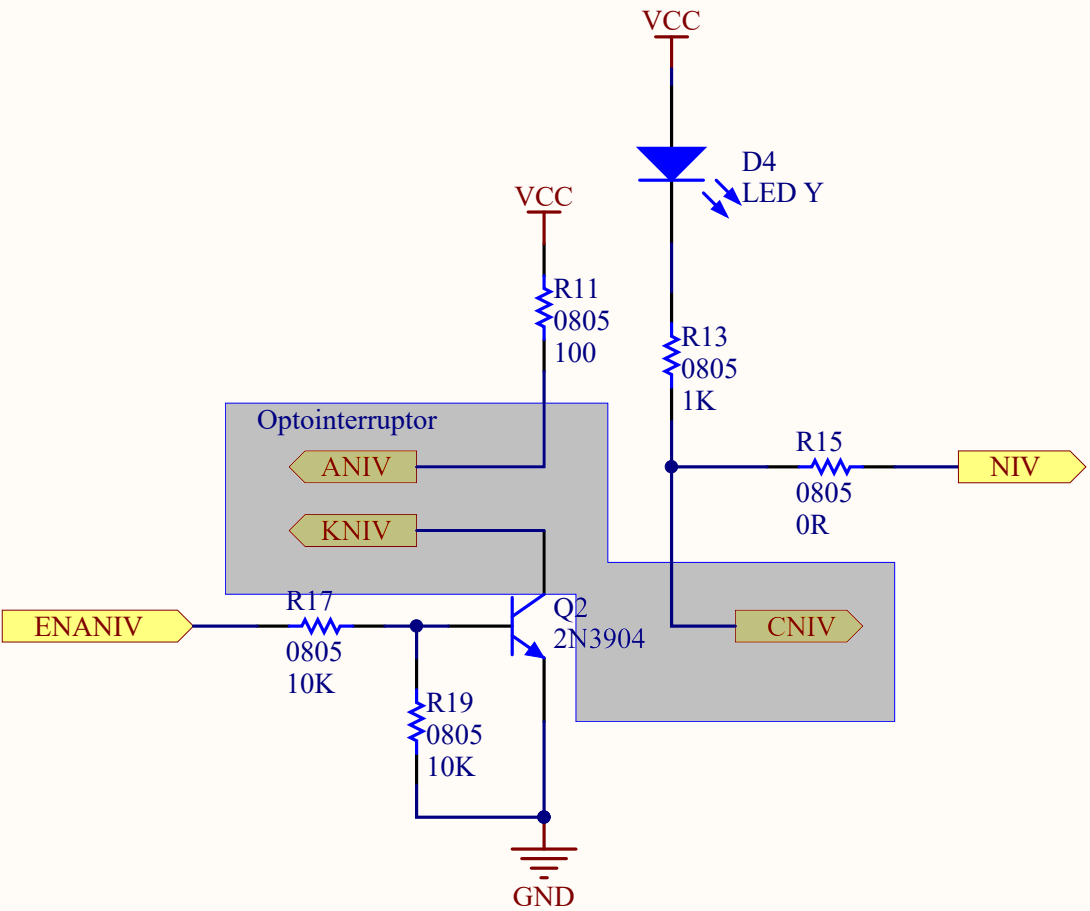 VCC
D4
LED Y
VCC
R11
0805
100
R13
0805
1K
Optointerruptor
ANIV
R15
0805
0R
NIV
KNIV
R17
0805
10K
ENANIV
Q2
2N3904
CNIV
R19
0805
10K
GND